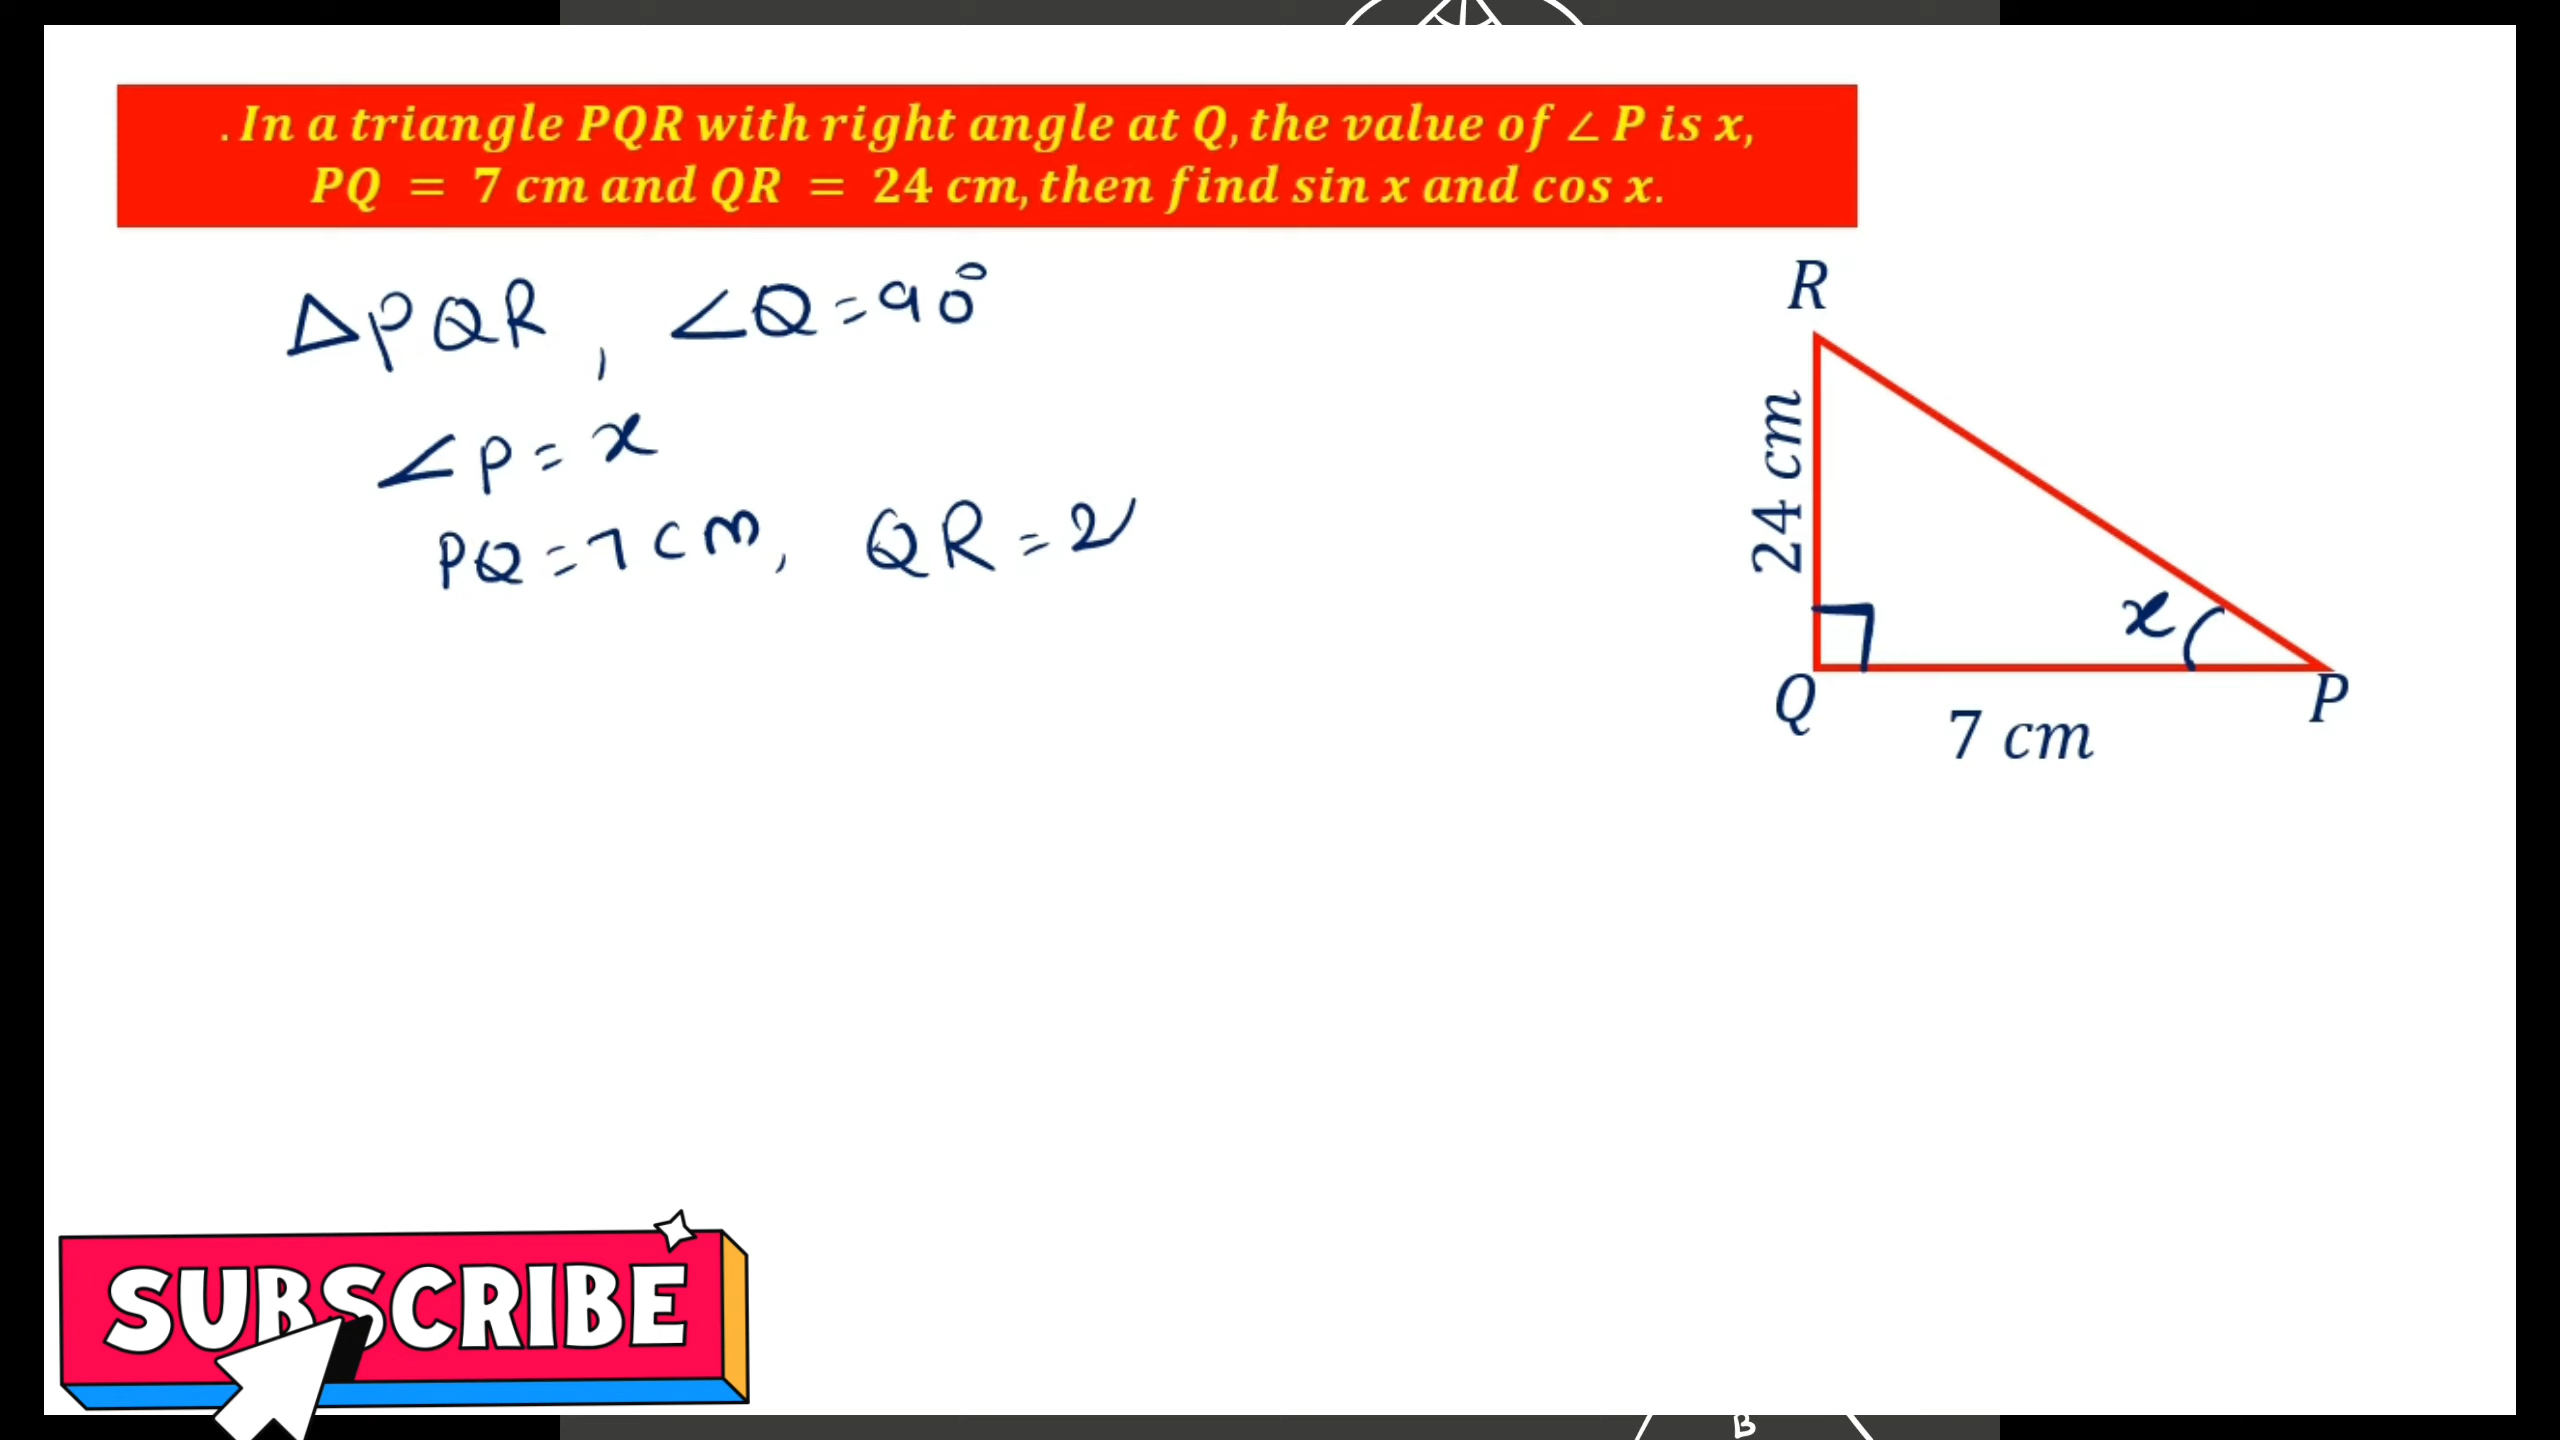 . In a triangle PQR with right angle at Q, the value of ∠ P is x,
PQ = 7 cm and QR = 24 cm, then find sin x and cos x.
△PQR, ∠Q=90°
∠P=x
PQ=7cm, QR=2
R
24 cm
x
Q
P
7 cm
SUBSCRIBE
B